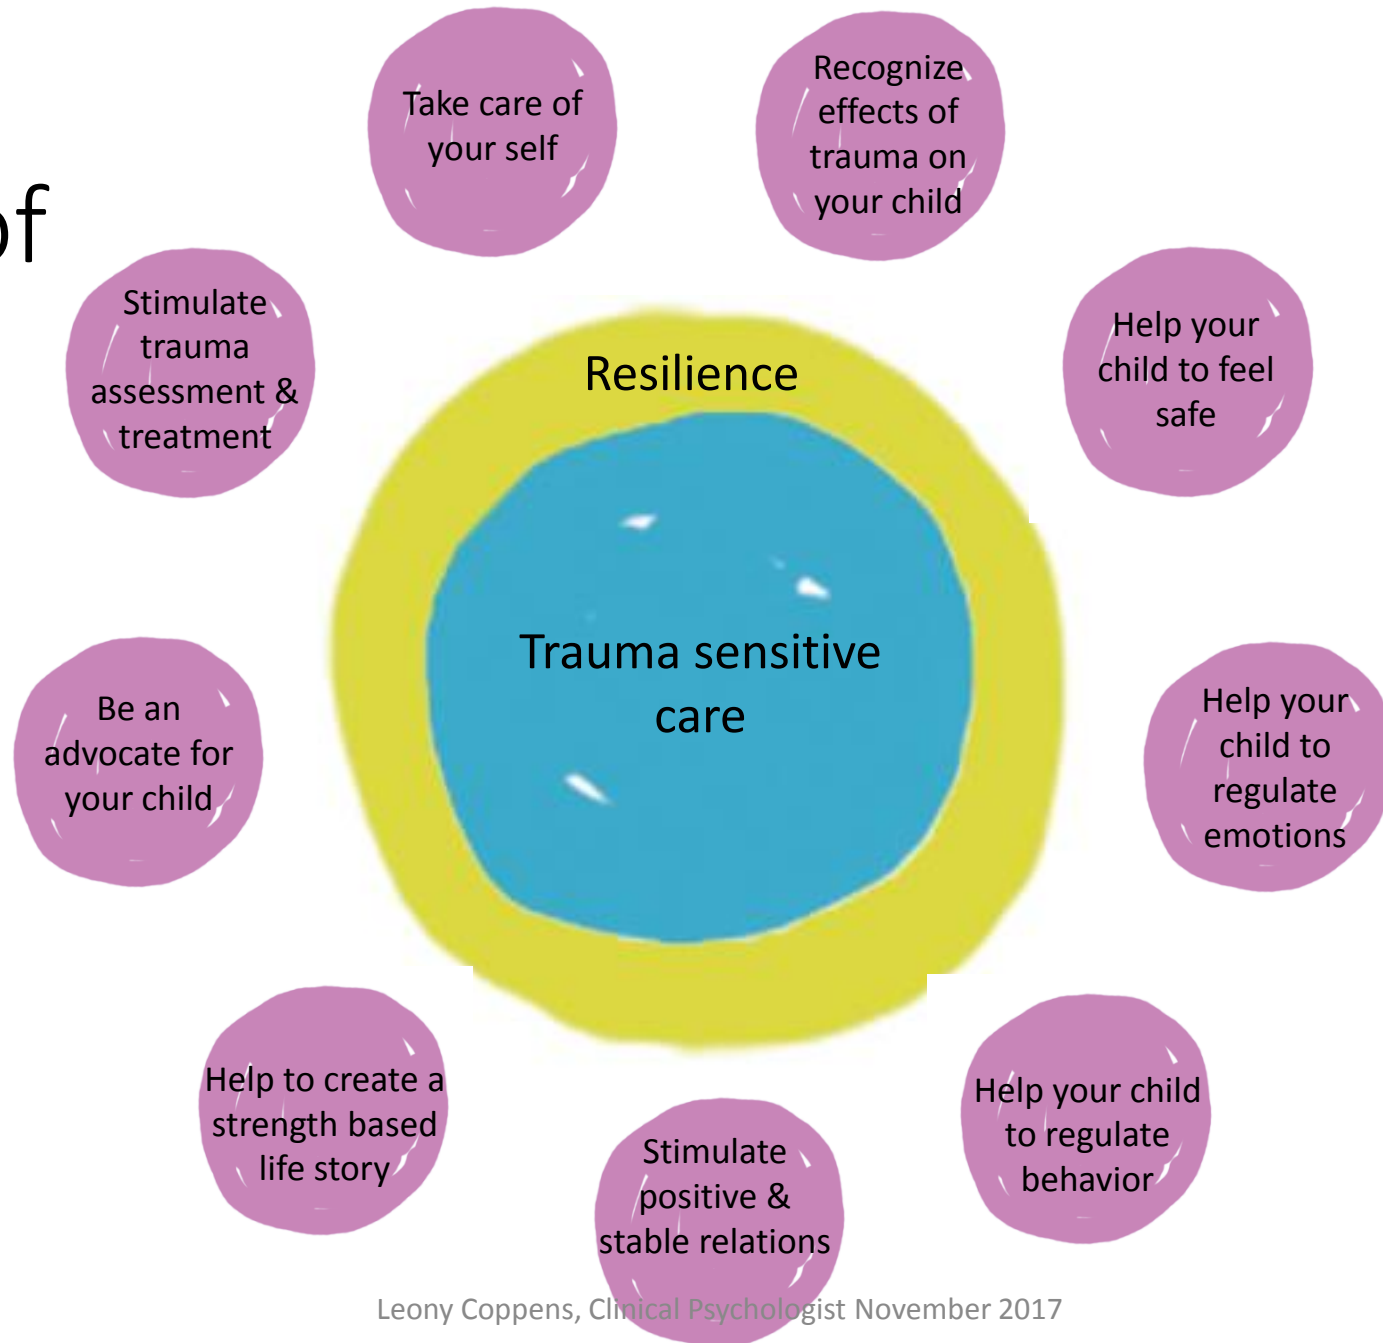 of
Take care of
your self
Recognize
effects of
trauma on
your child
Help your
child to feel
safe
Help your
child to
regulate
emotions
Help your child
to regulate
behavior
Stimulate
positive &
stable relations
Help to create a
strength based
life story
Be an
advocate for
your child
Stimulate
trauma
assessment &
treatment
Resilience
Trauma sensitive
care
Leony Coppens, Clinical Psychologist November 2017